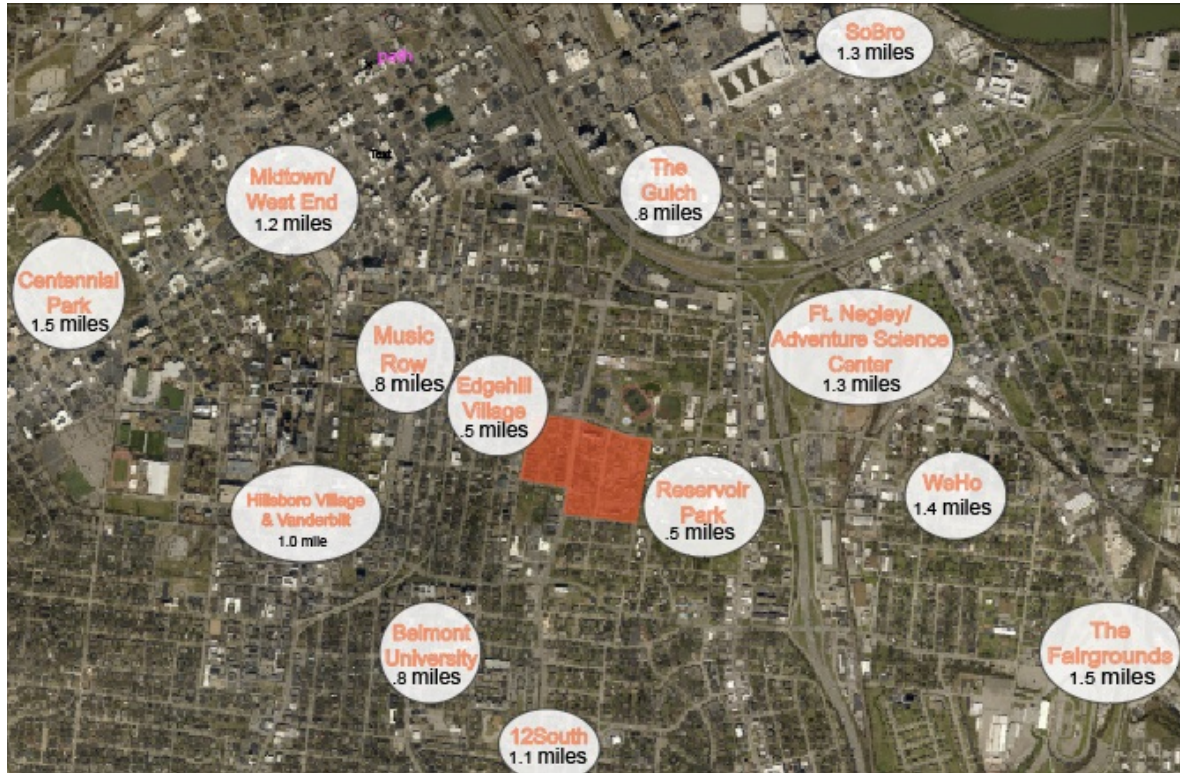 SoBro
1.3 miles
path
Text
Midtown/
West End
1.2 miles
The
Gulch
.8 miles
Centennial
Park
1.5 miles
Music
Row
.8 miles
Ft. Negley/
Adventure Science
Center
1.3 miles
Edgehill
Village
.5 miles
Hillsboro Village
& Vanderbilt
1.0 mile
Reservoir
Park
.5 miles
WeHo
1.4 miles
Belmont
University
.8 miles
The
Fairgrounds
1.5 miles
12South
1.1 miles